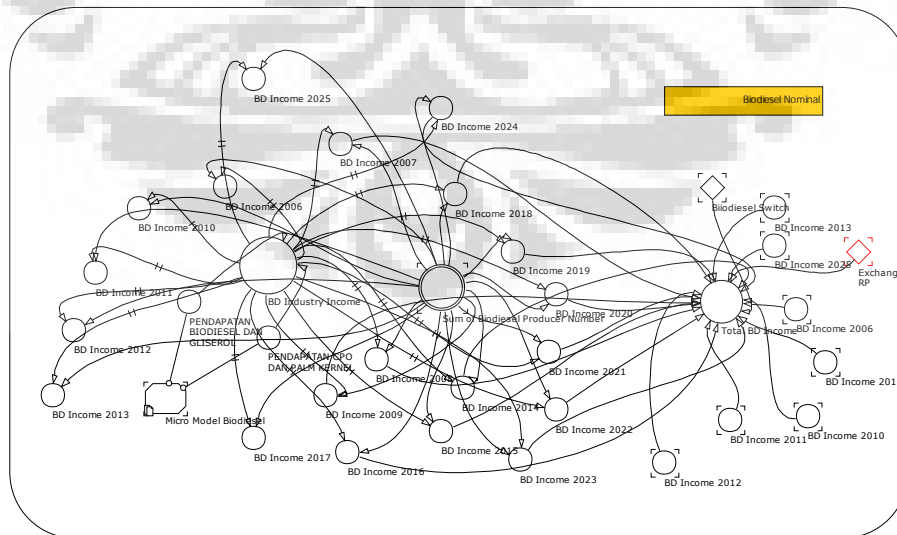 BD Income 2025
Biodiesel Nominal
BD Income 2024
BD Income 2007
BD Income 2006
BD Income 2018
Biiodiesel Switch
BD Income 2010
BD Income 2013
BD Income 2019
BD Income 2025
Exchang
RP
BD Income 2011
BD Industry Income
BD Income 2020
Sum of Biodiesel Producer Number
PENDAPATAN
BIODIESEL DAN
GLISEROL
Total BD Income
BD Income 2006
BD Income 2012
PENDAPATAN CPO
DAN PALM KERNEL
BD Income 2021
BD Income 201
BD Income 2013
BD Income 2009
BD Income 2014
Micro Model Biodiesel
BD Income 2022
BD Income 2011
BD Income 2010
BD Income 2017
BD Income 2015
BD Income 2016
BD Income 2023
BD Income 2012